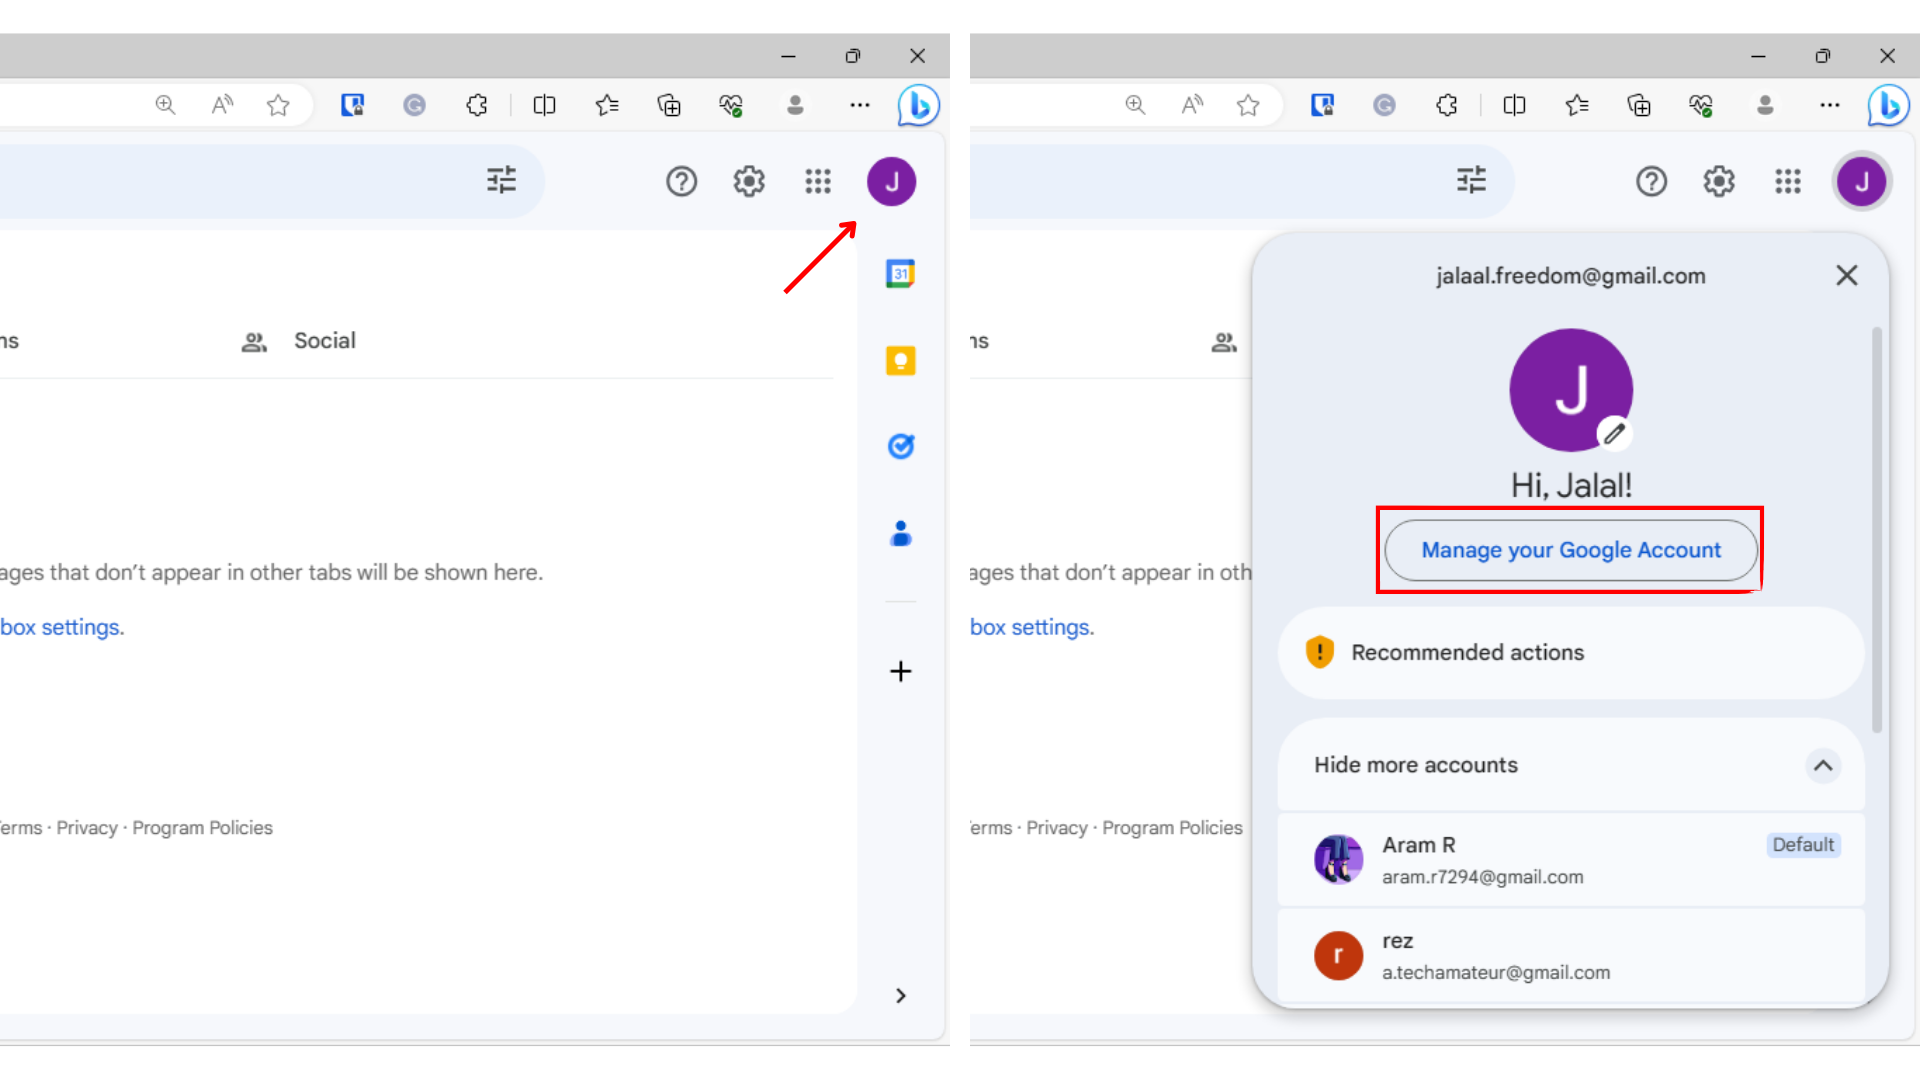 J
31
ns
Social
ages that don't appear in other tabs will be shown here.
box settings.
erms · Privacy · Program Policies
J
jalaal.freedom@gmail.com
ns
J
Hi, Jalal!
Manage your Google Account
ages that don't appear in oth
box settings.
Recommended actions
Hide more accounts
erms · Privacy · Program Policies
Aram R
Default
aram.r7294@gmail.com
r
rez
a.techamateur@gmail.com